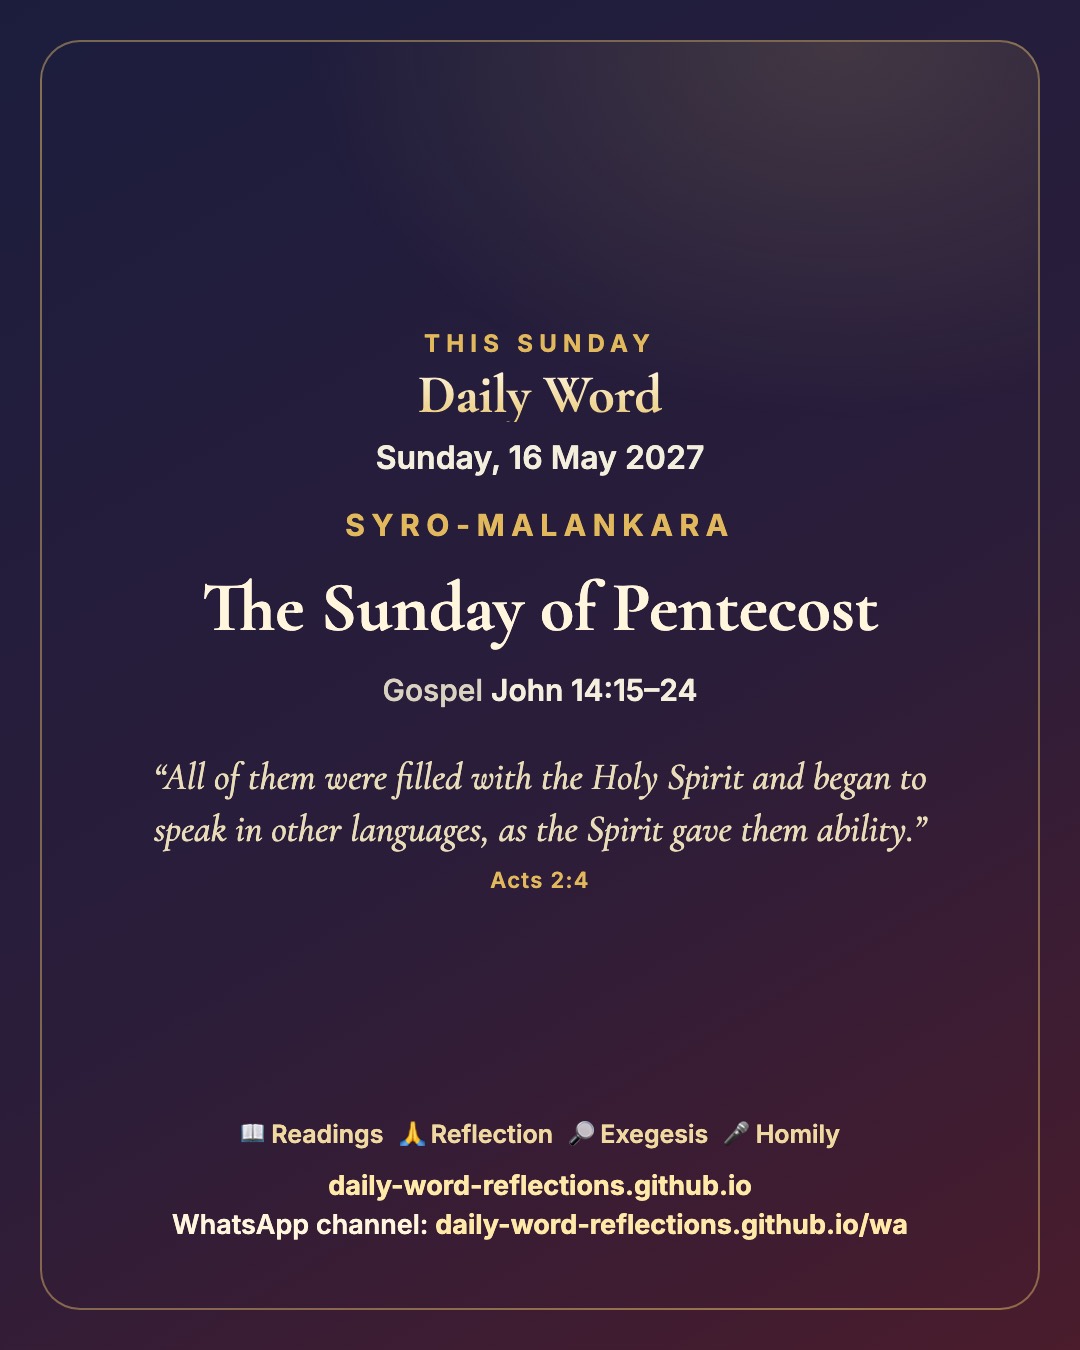 THIS SUNDAY
Daily Word
Sunday, 16 May 2027
SYRO-MALANKARA
The Sunday of Pentecost
Gospel John 14:15–24
“All of them were filled with the Holy Spirit and began to
speak in other languages, as the Spirit gave them ability.”
Acts 2:4
📖 Readings 🙏 Reflection 🔎 Exegesis 🎤 Homily
daily-word-reflections.github.io
WhatsApp channel: daily-word-reflections.github.io/wa